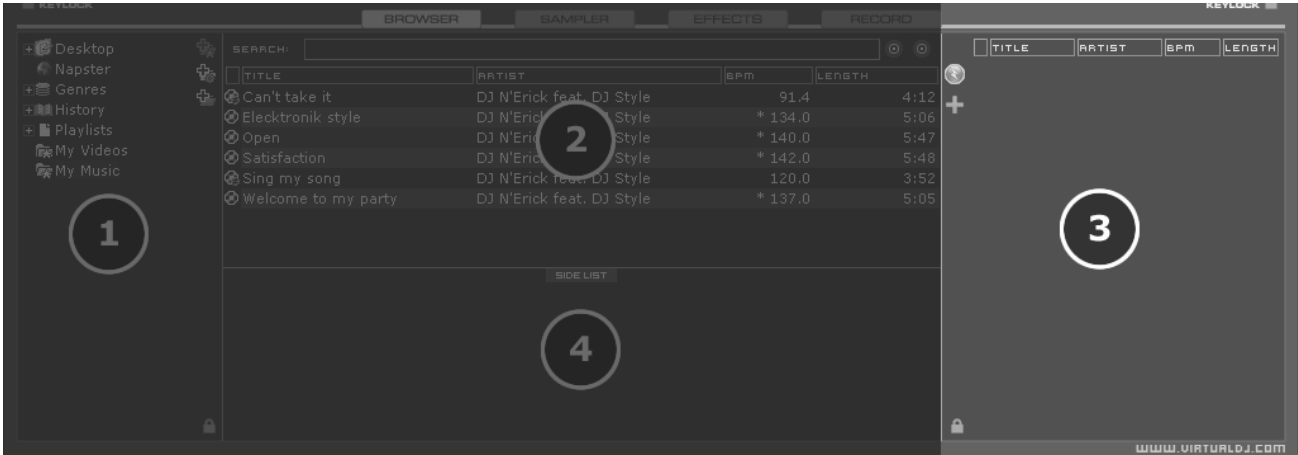 KEYLOCK
KEYLOCK
BROWSER SAMPLER EFFECTS RECORD
Desktop
Napster
Genres
History
Playlists
My Videos
My Music
1
SEARCH:
TITLE ARTIST BPM LENGTH
Can't take it DJ N'Erick feat. DJ Style 91.4 4:12
Elecktronik style DJ N'Erick feat. DJ Style * 134.0 5:06
Open DJ N'Eric Style * 140.0 5:47
Satisfaction DJ N'Eric Style * 142.0 5:48
Sing my song DJ N'Erick feat. DJ Style 120.0 3:52
Welcome to my party DJ N'Erick feat. DJ Style * 137.0 5:05
2
SIDE LIST
4
TITLE ARTIST BPM LENGTH
3
WWW.VIRTUALDJ.COM